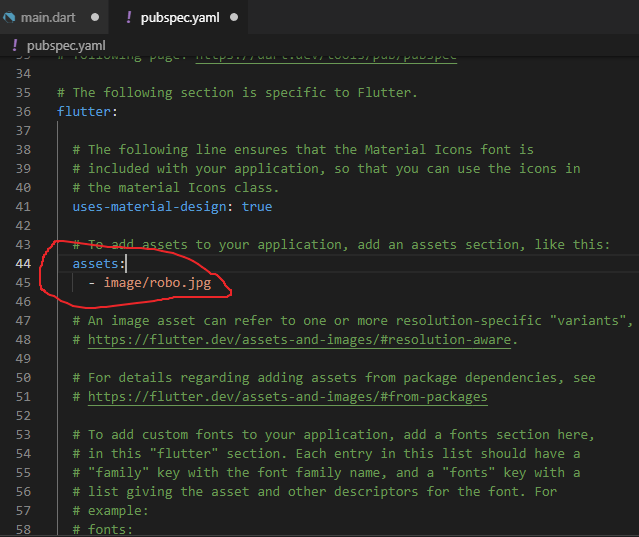 main.dart
! pubspec.yaml
! pubspec.yaml
33 # following page: https://dart.dev/tools/pub/pubspec
34
35 # The following section is specific to Flutter.
36 flutter:
37
38 # The following line ensures that the Material Icons font is
39 # included with your application, so that you can use the icons in
40 # the material Icons class.
41 uses-material-design: true
42
43 # To add assets to your application, add an assets section, like this:
44 assets:
45 - image/robo.jpg
46
47 # An image asset can refer to one or more resolution-specific "variants",
48 # https://flutter.dev/assets-and-images/#resolution-aware.
49
50 # For details regarding adding assets from package dependencies, see
51 # https://flutter.dev/assets-and-images/#from-packages
52
53 # To add custom fonts to your application, add a fonts section here,
54 # in this "flutter" section. Each entry in this list should have a
55 # "family" key with the font family name, and a "fonts" key with a
56 # list giving the asset and other descriptors for the font. For
57 # example:
58 # fonts: